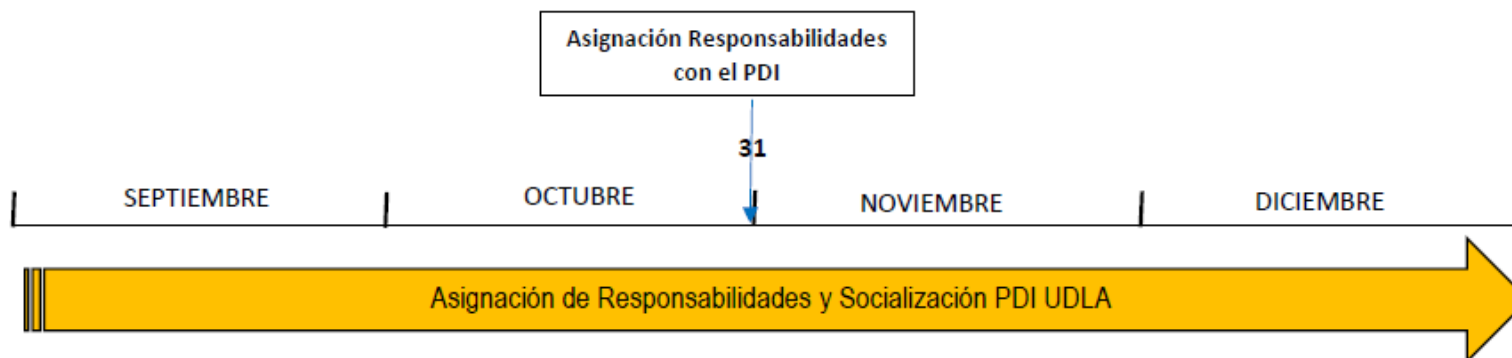 Asignación Responsabilidades
con el PDI
31
SEPTIEMBRE
OCTUBRE
NOVIEMBRE
DICIEMBRE
Asignación de Responsabilidades y Socialización PDI UDLA